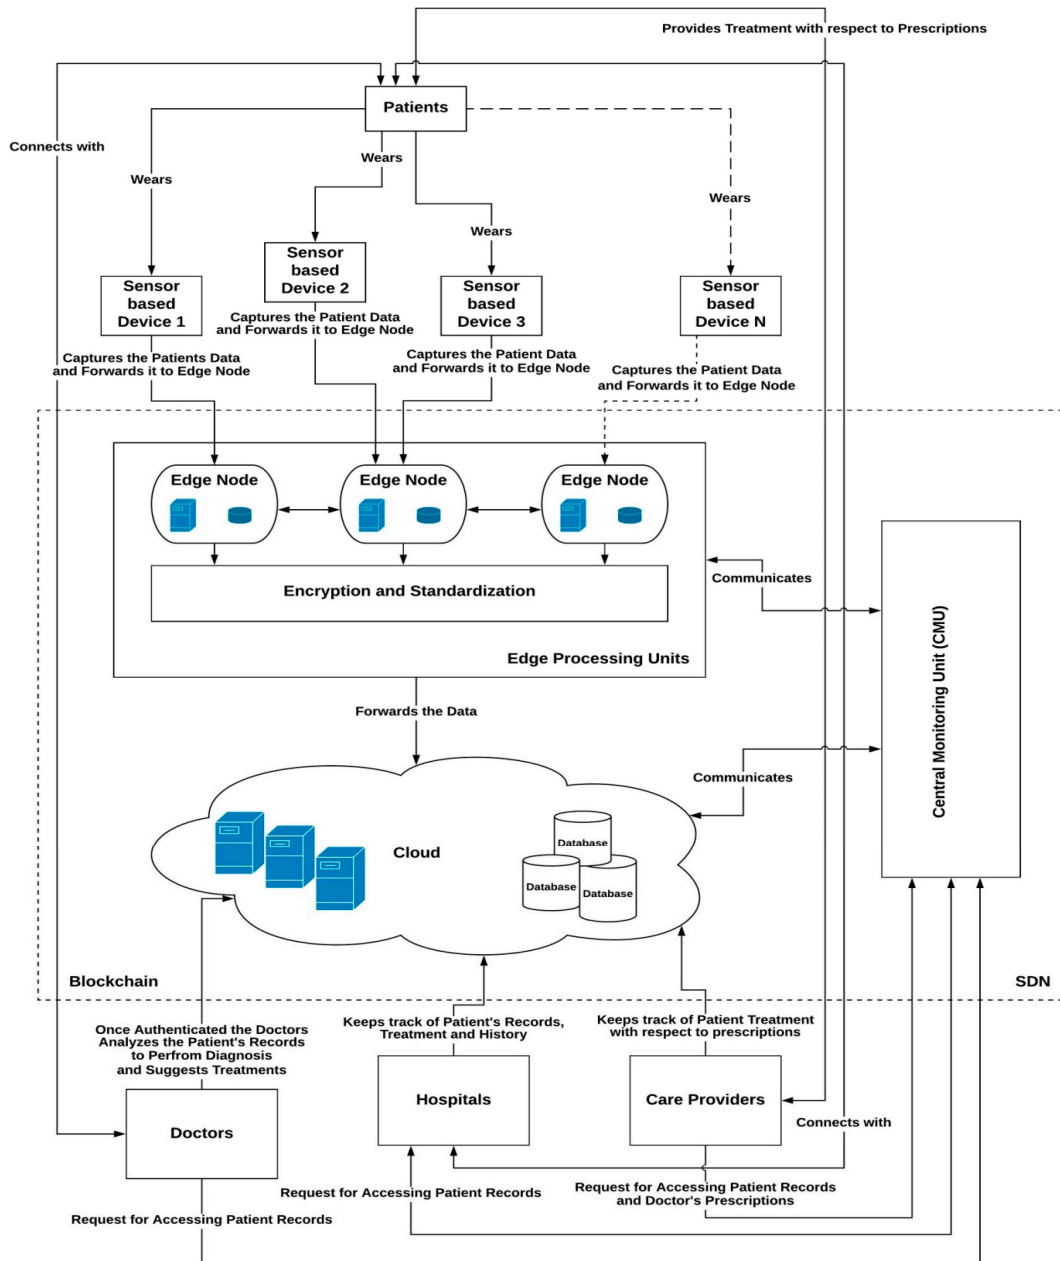 Provides Treatment with respect to Prescriptions
Patients
Connects with
Wears
Wears
Wears
Wears
Sensor
based
Device 1
Sensor
based
Device 2
Sensor
based
Device 3
Sensor
based
Device N
Captures the Patients Data
and Forwards it to Edge Node
Captures the Patient Data
and Forwards it to Edge Node
Captures the Patient Data
and Forwards it to Edge Node
Captures the Patient Data
and Forwards it to Edge Node
Edge Node
Edge Node
Edge Node
Encryption and Standardization
Edge Processing Units
Communicates
Central Monitoring Unit (CMU)
Forwards the Data
Communicates
Cloud
Database
Database
Database
Blockchain
SDN
Once Authenticated the Doctors
Analyzes the Patient's Records
to Perfrom Diagnosis
and Suggests Treatments
Keeps track of Patient's Records,
Treatment and History
Keeps track of Patient Treatment
with respect to prescriptions
Doctors
Hospitals
Care Providers
Connects with
Request for Accessing Patient Records
Request for Accessing Patient Records
Request for Accessing Patient Records
and Doctor's Prescriptions